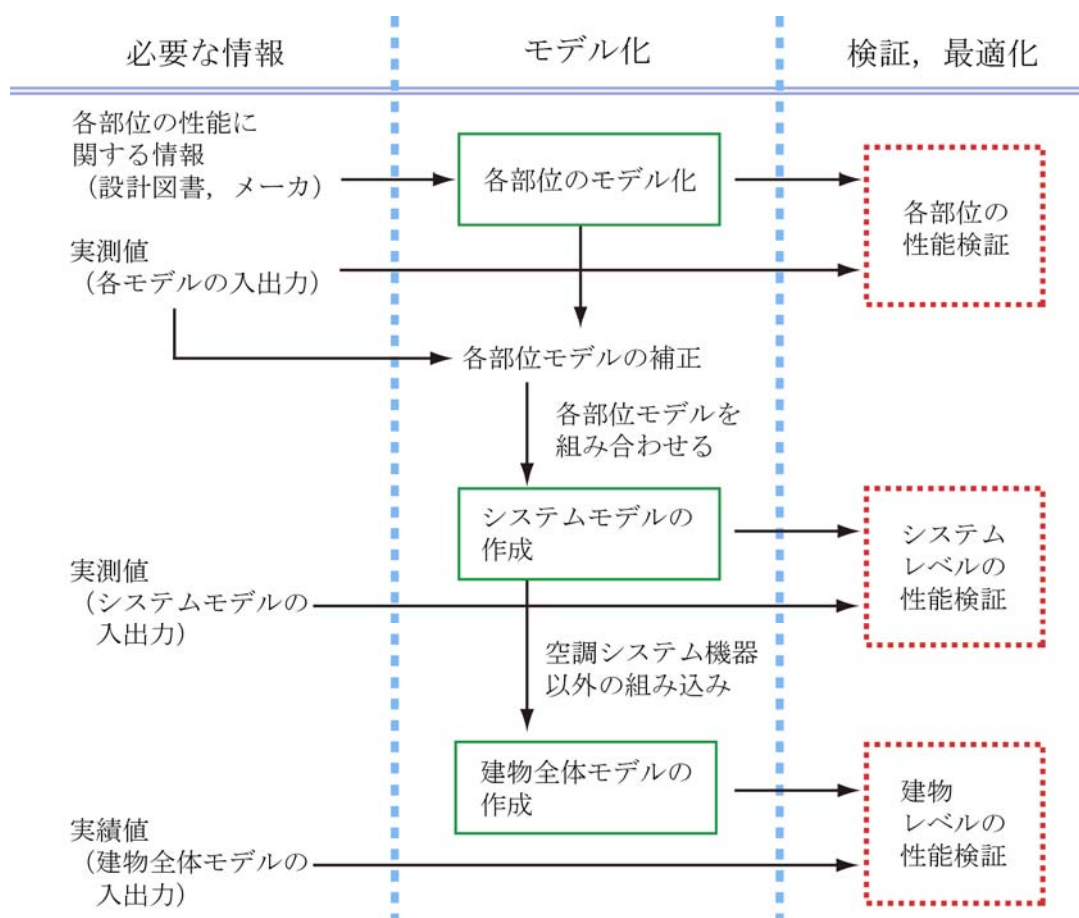 必要な情報
モデル化
検証，最適化
各部位の性能に
関する情報
（設計図書，メーカ）
各部位のモデル化
各部位の
性能検証
実測値
（各モデルの入出力）
各部位モデルの補正
各部位モデルを
組み合わせる
システムモデルの
作成
システム
レベルの
性能検証
実測値
（システムモデルの
入出力）
空調システム機器
以外の組み込み
建物全体モデルの
作成
建物
レベルの
性能検証
実績値
（建物全体モデルの
入出力）